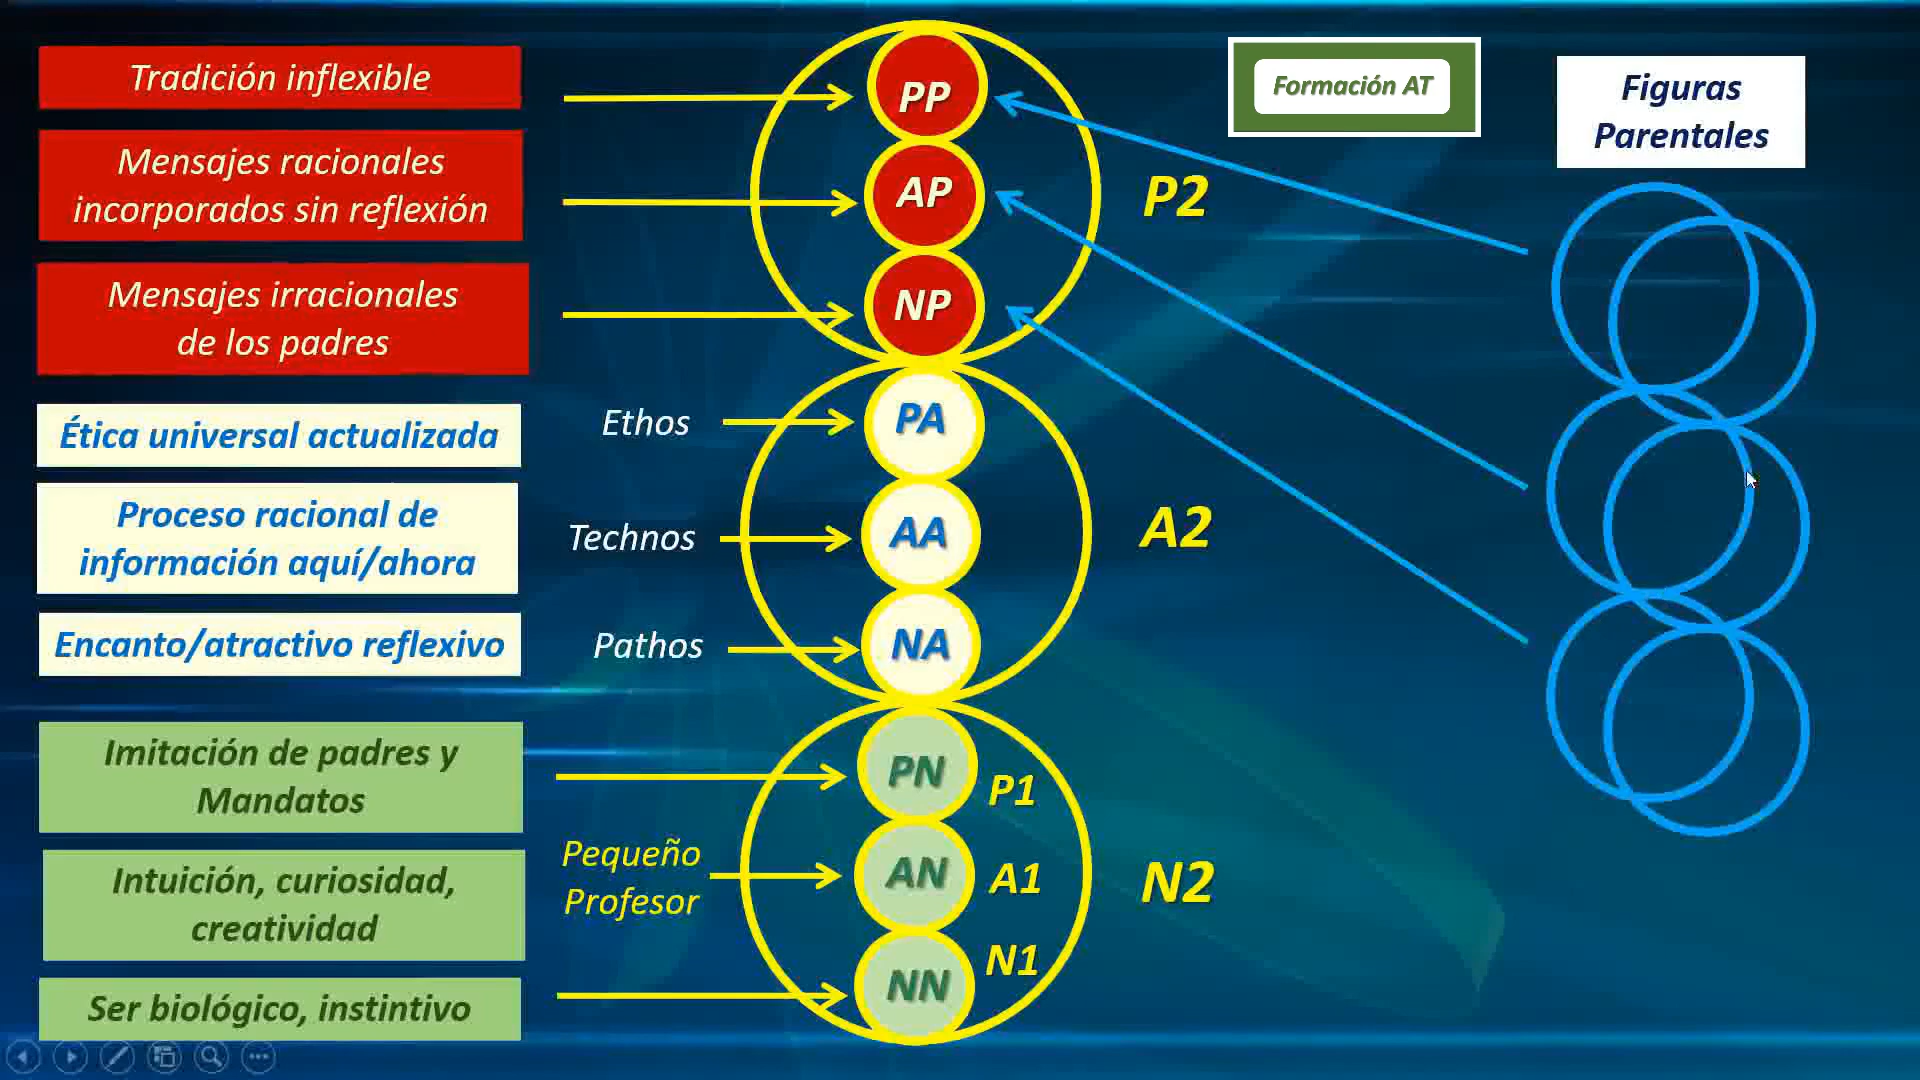 Tradición inflexible
Mensajes racionales
incorporados sin reflexión
Mensajes irracionales
de los padres
Ética universal actualizada
Proceso racional de
información aquí/ahora
Encanto/atractivo reflexivo
Imitación de padres y
Mandatos
Intuición, curiosidad,
creatividad
Ser biológico, instintivo
Ethos
Technos
Pathos
Pequeño
Profesor
PP
AP
NP
PA
AA
NA
PN
AN
NN
P1
A1
N1
P2
A2
N2
Formación AT
Figuras
Parentales